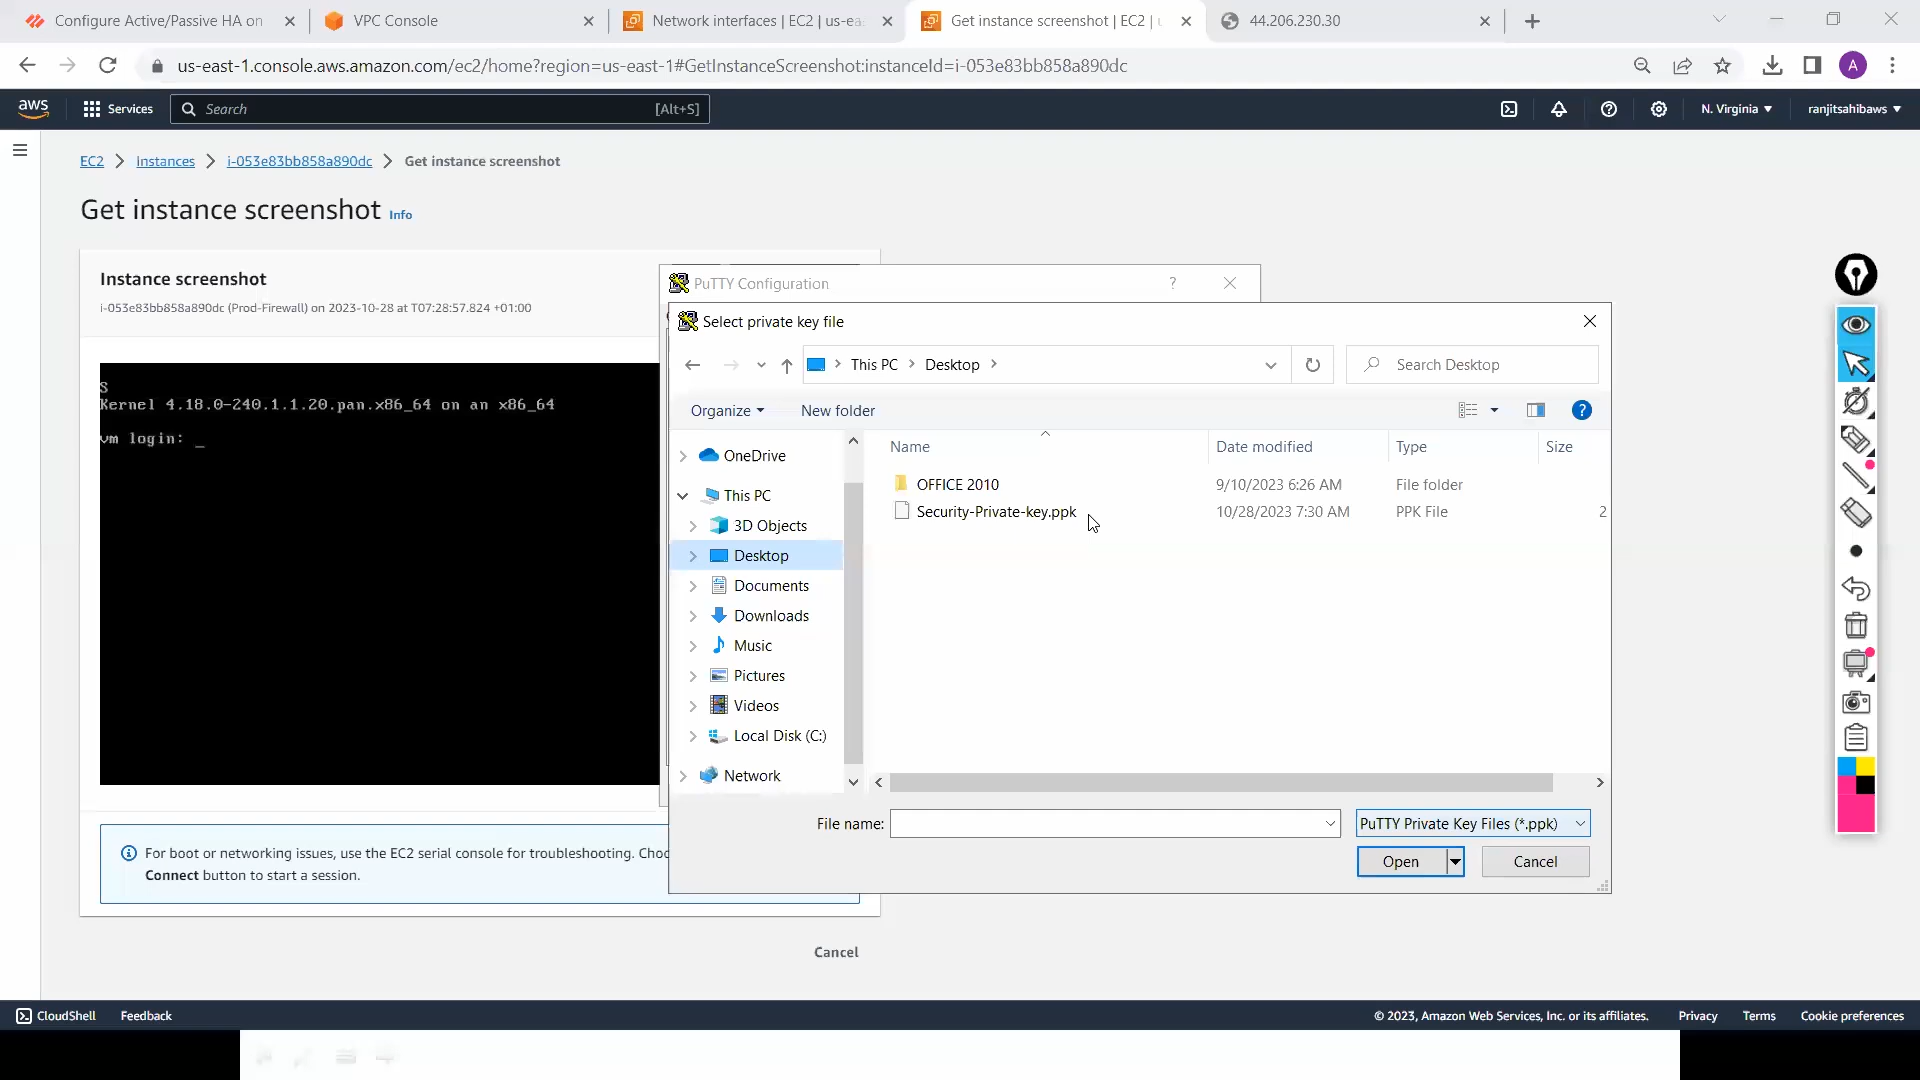 Configure Active/Passive HA on
VPC Console
Network interfaces | EC2 | us-ea
Get instance screenshot | EC2 | u
44.206.230.30
us-east-1.console.aws.amazon.com/ec2/home?region=us-east-1#GetInstanceScreenshot:instanceId=i-053e83bb858a890dc
A
aws
Services
Search
[Alt+S]
N. Virginia
ranjitsahibaws
EC2
Instances
i-053e83bb858a890dc
Get instance screenshot
Get instance screenshot
Info
Instance screenshot
i-053e83bb858a890dc (Prod-Firewall) on 2023-10-28 at T07:28:57.824 +01:00
S
Kernel 4.18.0-240.1.1.20.pan.x86_64 on an x86_64
vm login: _
For boot or networking issues, use the EC2 serial console for troubleshooting. Choo
Connect button to start a session.
Cancel
PuTTY Configuration
?
Select private key file
This PC
Desktop
Search Desktop
Organize
New folder
?
Name
Date modified
Type
Size
OneDrive
This PC
3D Objects
Desktop
Documents
Downloads
Music
Pictures
Videos
Local Disk (C:)
Network
OFFICE 2010
9/10/2023 6:26 AM
File folder
Security-Private-key.ppk
10/28/2023 7:30 AM
PPK File
2
File name:
PuTTY Private Key Files (*.ppk)
Open
Cancel
CloudShell
Feedback
© 2023, Amazon Web Services, Inc. or its affiliates.
Privacy
Terms
Cookie preferences